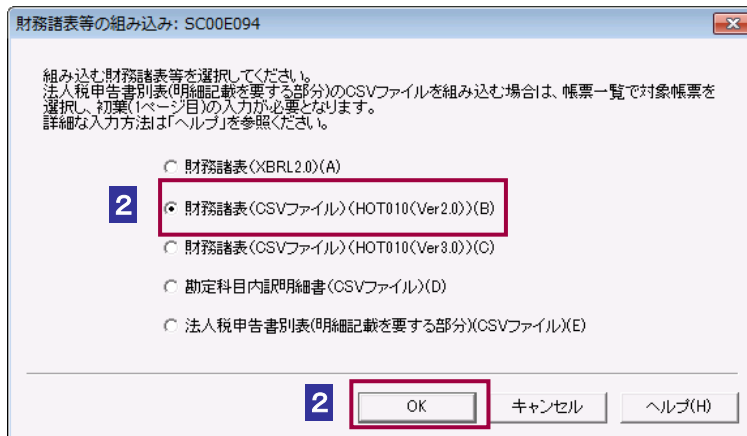 財務諸表等の組み込み: SC00E094
組み込む財務諸表等を選択してください。
法人税申告書別表(明細記載を要する部分)のCSVファイルを組み込む場合は、帳票一覧で対象帳票を
選択し、初葉(1ページ目)の入力が必要となります。
詳細な入力方法は「ヘルプ」を参照ください。
財務諸表(XBRL2.0)(A)
2 財務諸表(CSVファイル)(HOT010(Ver2.0))(B)
財務諸表(CSVファイル)(HOT010(Ver3.0))(C)
勘定科目内訳明細書(CSVファイル)(D)
法人税申告書別表(明細記載を要する部分)(CSVファイル)(E)
2 OK キャンセル ヘルプ(H)